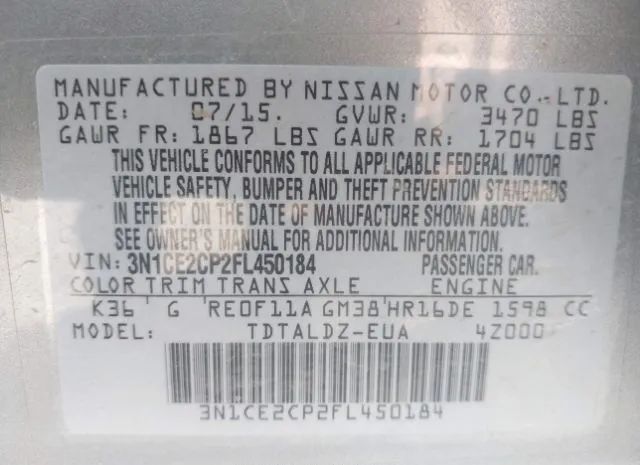 MANUFACTURED BY NISSAN MOTOR CO., LTD.
DATE: 07/15. GVWR: 3470 LBS
GAWR FR: 1867 LBS GAWR RR: 1704 LBS
THIS VEHICLE CONFORMS TO ALL APPLICABLE FEDERAL MOTOR
VEHICLE SAFETY, BUMPER AND THEFT PREVENTION STANDARDS
IN EFFECT ON THE DATE OF MANUFACTURE SHOWN ABOVE.
SEE OWNER'S MANUAL FOR ADDITIONAL INFORMATION.
VIN: 3N1CE2CP2FL450184 PASSENGER CAR.
COLOR TRIM TRANS AXLE ENGINE
K36 G RE0F11A GM38 HR16DE 1598 CC
MODEL: TDTALDZ-EUA 4Z000
3N1CE2CP2FL450184